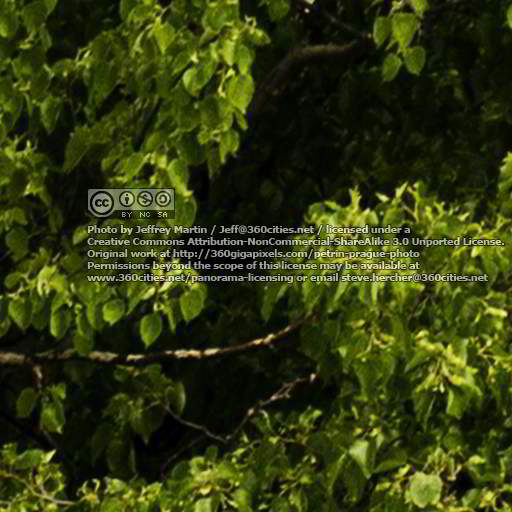 cc
BY NC SA
Photo by Jeffrey Martin / Jeff@360cities.net / licensed under a
Creative Commons Attribution-NonCommercial-ShareAlike 3.0 Unported License.
Original work at http://360gigapixels.com/petrin-prague-photo
Permissions beyond the scope of this license may be available at
www.360cities.net/panorama-licensing or email steve.hercher@360cities.net